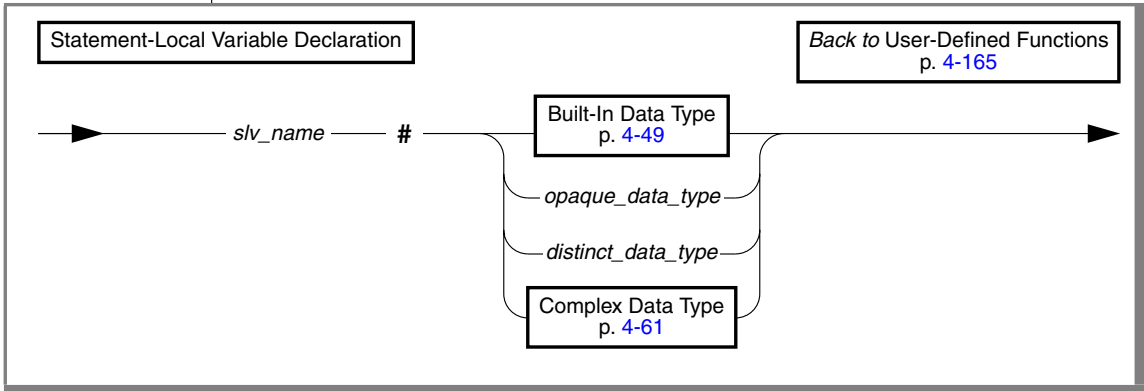 Statement-Local Variable Declaration
Back to User-Defined Functions
p. 4-165
slv_name # Built-In Data Type
p. 4-49
opaque_data_type
distinct_data_type
Complex Data Type
p. 4-61